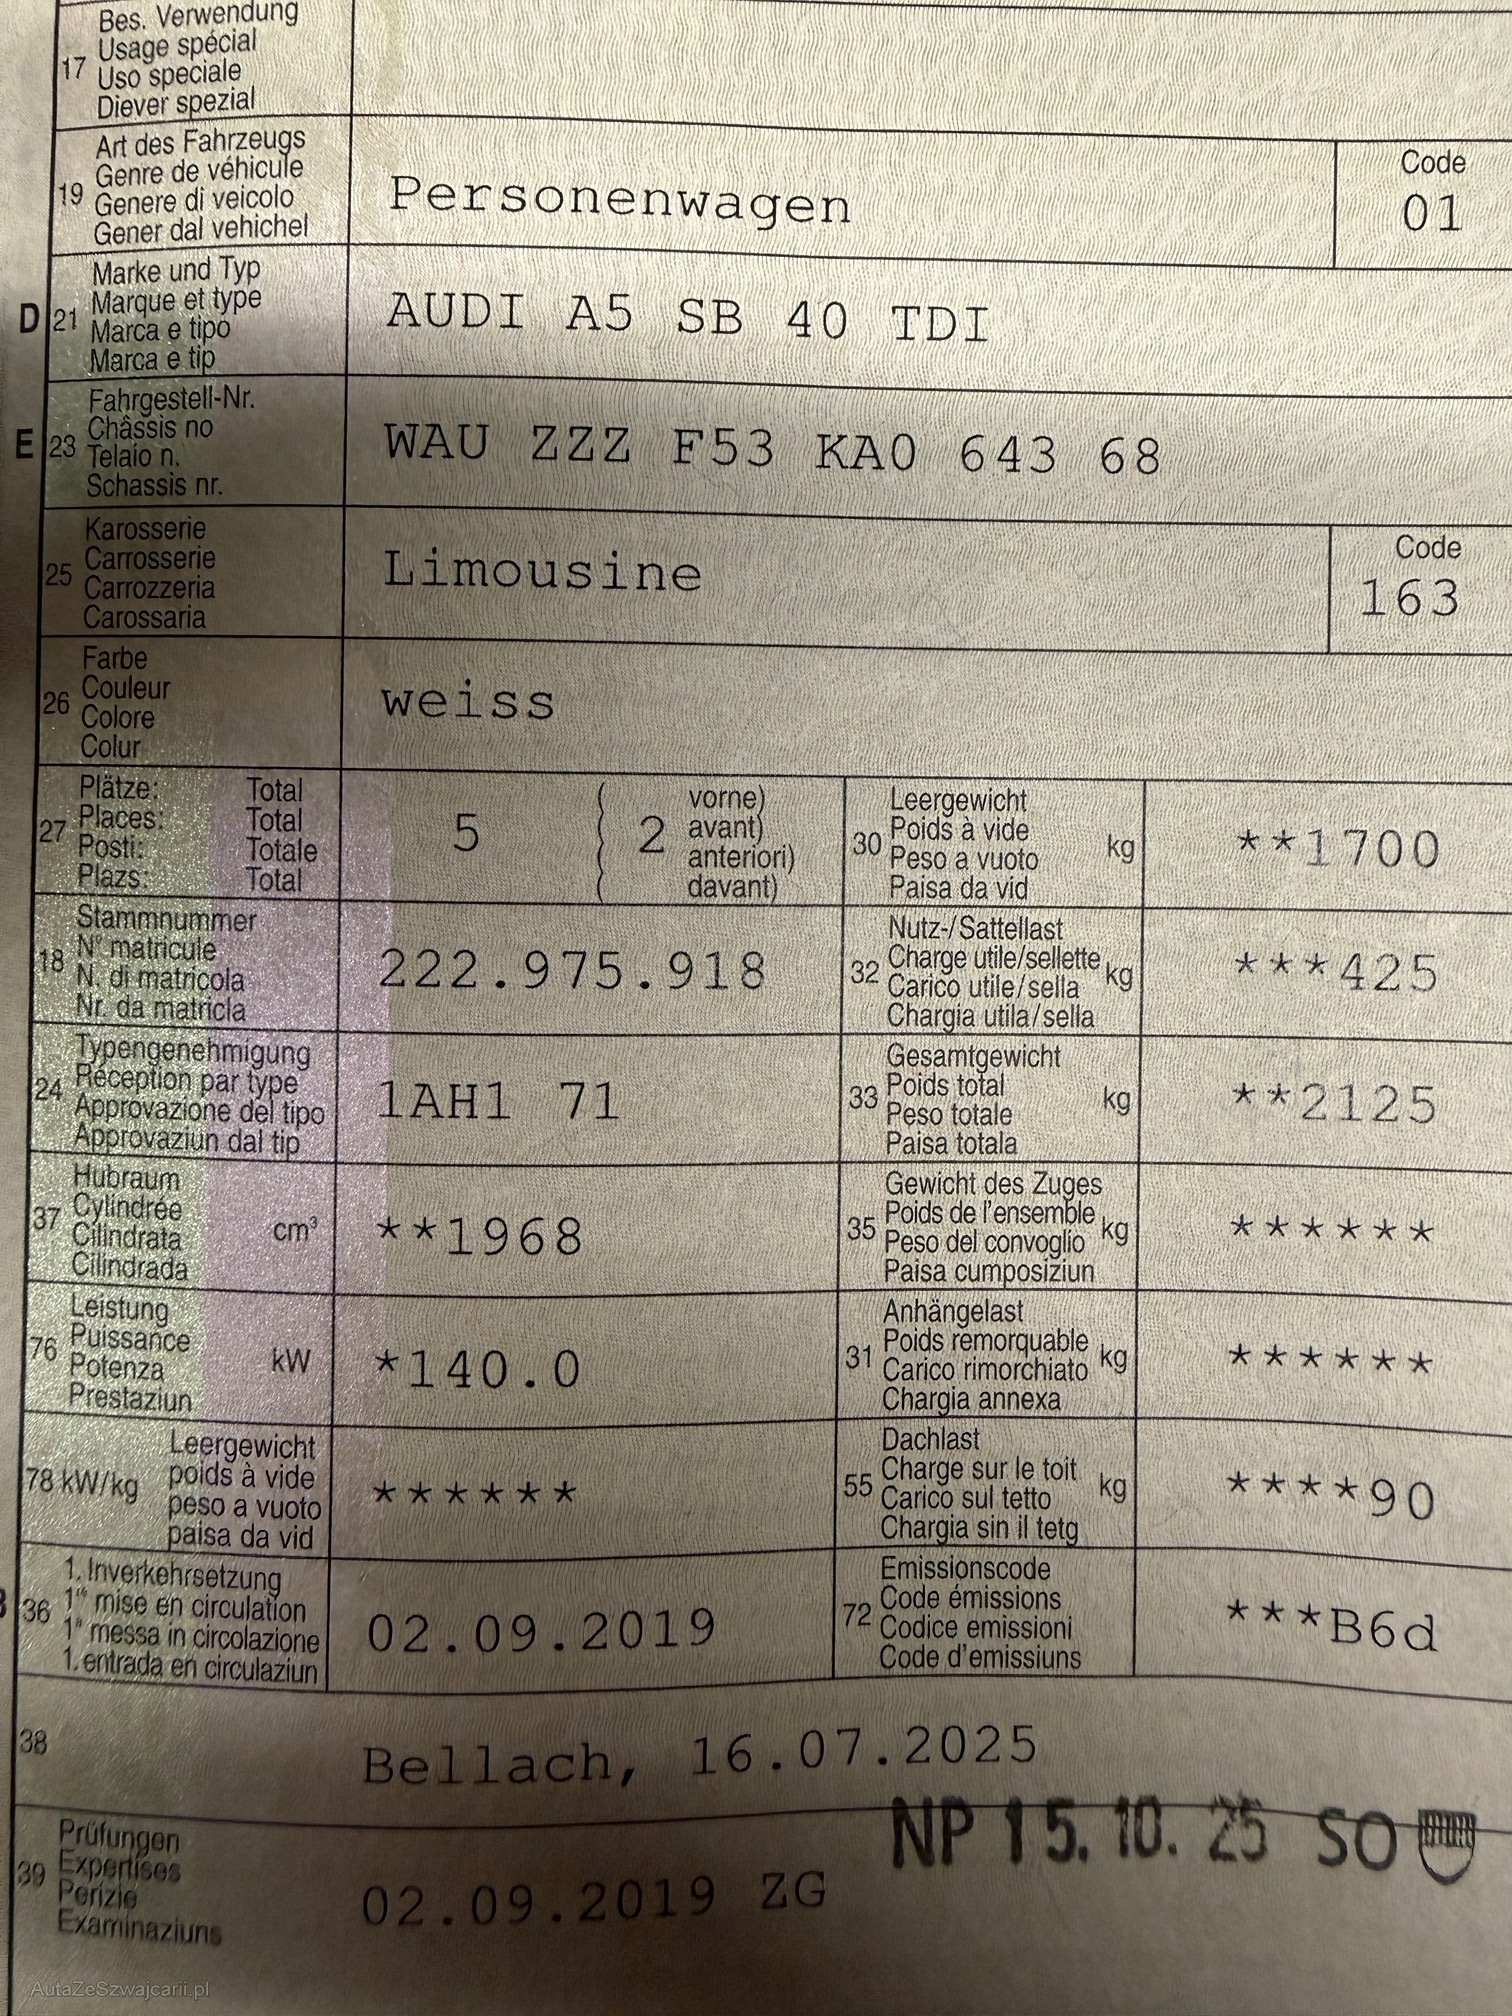 17 Bes. Verwendung
Usage spécial
Uso speciale
Diever spezial
19 Art des Fahrzeugs
Genre de véhicule
Genere di veicolo
Gener dal vehichel
Personenwagen
Code
01
D 21 Marke und Typ
Marque et type
Marca e tipo
Marca e tip
AUDI A5 SB 40 TDI
E 23 Fahrgestell-Nr.
Châssis no
Telaio n.
Schassis nr.
WAU ZZZ F53 KA0 643 68
25 Karosserie
Carrosserie
Carrozzeria
Carossaria
Limousine
Code
163
26 Farbe
Couleur
Colore
Colur
weiss
27 Plätze: Total
Places: Total
Posti: Totale
Plazs: Total
5 ( 2 vorne)
( avant)
( anteriori)
( davant)
30 Leergewicht
Poids à vide
Peso a vuoto
Paisa da vid
kg
**1700
18 Stammnummer
N° matricule
N. di matricola
Nr. da matricla
222.975.918
32 Nutz-/Sattellast
Charge utile/sellette
Carico utile/sella
Chargia utila/sella
kg
***425
24 Typengenehmigung
Réception par type
Approvazione del tipo
Approvaziun dal tip
1AH1 71
33 Gesamtgewicht
Poids total
Peso totale
Paisa totala
kg
**2125
37 Hubraum
Cylindrée
Cilindrata
Cilindrada
cm³
**1968
35 Gewicht des Zuges
Poids de l'ensemble
Peso del convoglio
Paisa cumposiziun
kg
******
76 Leistung
Puissance
Potenza
Prestaziun
kW
*140.0
31 Anhängelast
Poids remorquable
Carico rimorchiato
Chargia annexa
kg
******
78 kW/kg Leergewicht
poids à vide
peso a vuoto
paisa da vid
******
55 Dachlast
Charge sur le toit
Carico sul tetto
Chargia sin il tetg
kg
****90
36 1. Inverkehrsetzung
1re mise en circulation
1a messa in circolazione
1. entrada en circulaziun
02.09.2019
72 Emissionscode
Code émissions
Codice emissioni
Code d'emissiuns
***B6d
38
Bellach, 16.07.2025
NP 15. 10. 25 SO
39 Prüfungen
Expertises
Perizie
Examinaziuns
02.09.2019 ZG
AutaZeSzwajcarii.pl